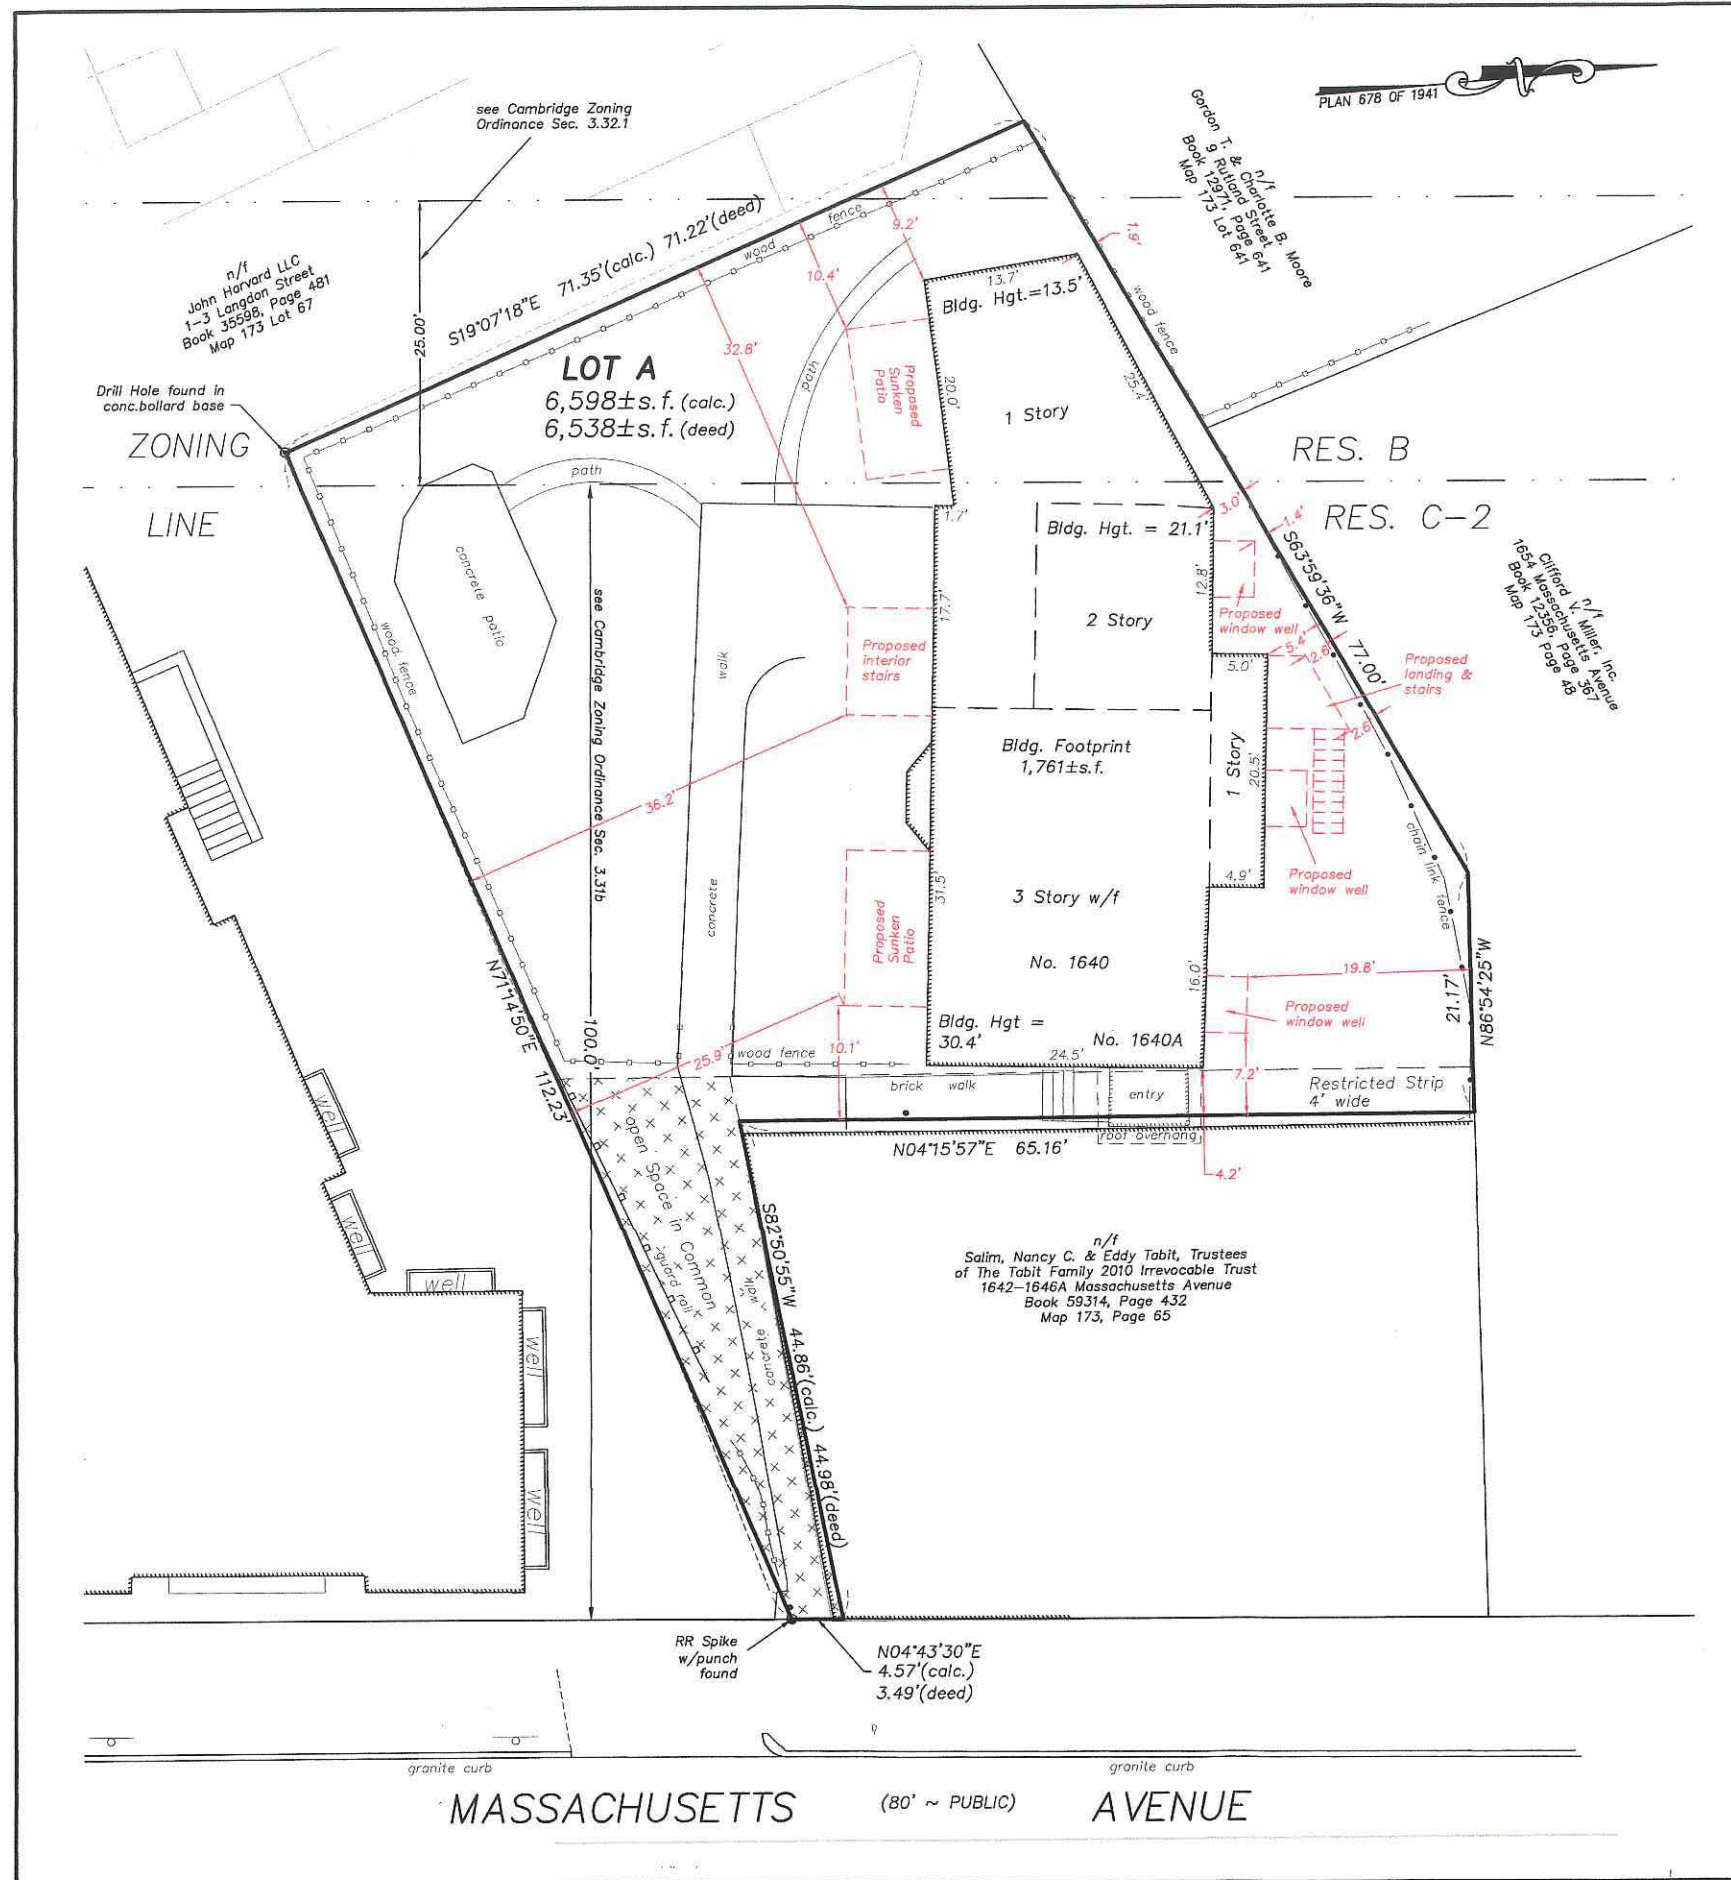 PLAN 678 OF 1941
see Cambridge Zoning
Ordinance Sec. 3.32.1
n/f
Gordon T. & Charlotte B. Moore
9 Rutland Street
Book 12971, Page 641
Map 173 Lot 641
n/f
John Harvard LLC
1-3 Langdon Street
Book 35598, Page 481
Map 173 Lot 67
25.00'
S19°07'18"E 71.35'(calc.) 71.22'(deed)
wood fence
9.2'
10.4'
32.8'
1.9'
wood fence
13.7'
Bldg. Hgt.=13.5'
25.4'
20.0'
1 Story
LOT A
6,598±s.f. (calc.)
6,538±s.f. (deed)
path
Proposed
Sunken
Patio
Drill Hole found in
conc.bollard base
ZONING
LINE
RES. B
RES. C-2
path
concrete patio
wood fence
1.7'
Bldg. Hgt. = 21.1'
3.0'
1.4'
S63°59'36"W 77.00'
n/f
Clifford V. Miller, Inc.
1654 Massachusetts Avenue
Book 12356, Page 367
Map 173, Page 48
see Cambridge Zoning Ordinance Sec. 3.31b
100.0'
walk
concrete
17.7'
12.8'
2 Story
Proposed
window well
5.4'
2.6'
5.0'
Proposed
landing &
stairs
2.6'
Proposed
interior
stairs
Bldg. Footprint
1,761±s.f.
1 Story
20.5'
36.2'
chain link fence
Proposed
window well
4.9'
3 Story w/f
31.5'
Proposed
Sunken
Patio
No. 1640
16.0'
19.8'
Proposed
window well
21.17'
N86°54'25"W
N71°14'50"E 112.23'
Bldg. Hgt =
30.4'
No. 1640A
24.5'
25.9'
wood fence
10.1'
7.2'
brick walk
entry
Restricted Strip
4' wide
roof overhang
N04°15'57"E 65.16'
4.2'
open Space in Common
guard rail
walk
concrete
S82°50'55"W 44.86'(calc.) 44.98'(deed)
well
well
well
well
well
n/f
Salim, Nancy C. & Eddy Tabit, Trustees
of The Tabit Family 2010 Irrevocable Trust
1642-1646A Massachusetts Avenue
Book 59314, Page 432
Map 173, Page 65
RR Spike
w/punch
found
N04°43'30"E
4.57'(calc.)
3.49'(deed)
granite curb
granite curb
MASSACHUSETTS (80' ~ PUBLIC) AVENUE